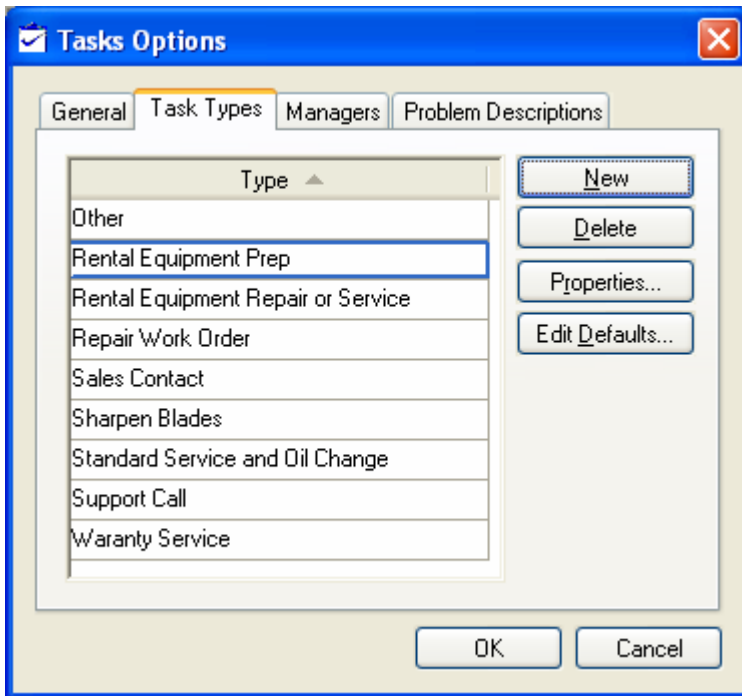 Tasks Options
General Task Types Managers Problem Descriptions
Type
New
Other
Delete
Rental Equipment Prep
Properties...
Rental Equipment Repair or Service
Edit Defaults...
Repair Work Order
Sales Contact
Sharpen Blades
Standard Service and Oil Change
Support Call
Waranty Service
OK Cancel